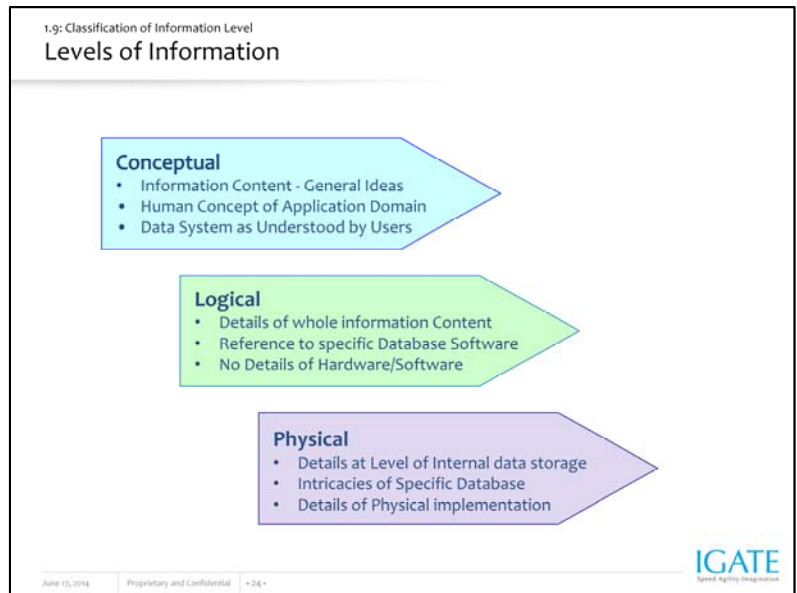 1.9: Classification of Information Level
Levels of Information
Conceptual
• Information Content - General Ideas
• Human Concept of Application Domain
• Data System as Understood by Users
Logical
• Details of whole information Content
• Reference to specific Database Software
• No Details of Hardware/Software
Physical
• Details at Level of Internal data storage
• Intricacies of Specific Database
• Details of Physical implementation
June 17, 2014 Proprietary and Confidential - 24 -
IGATE
Speed Agility Imagination